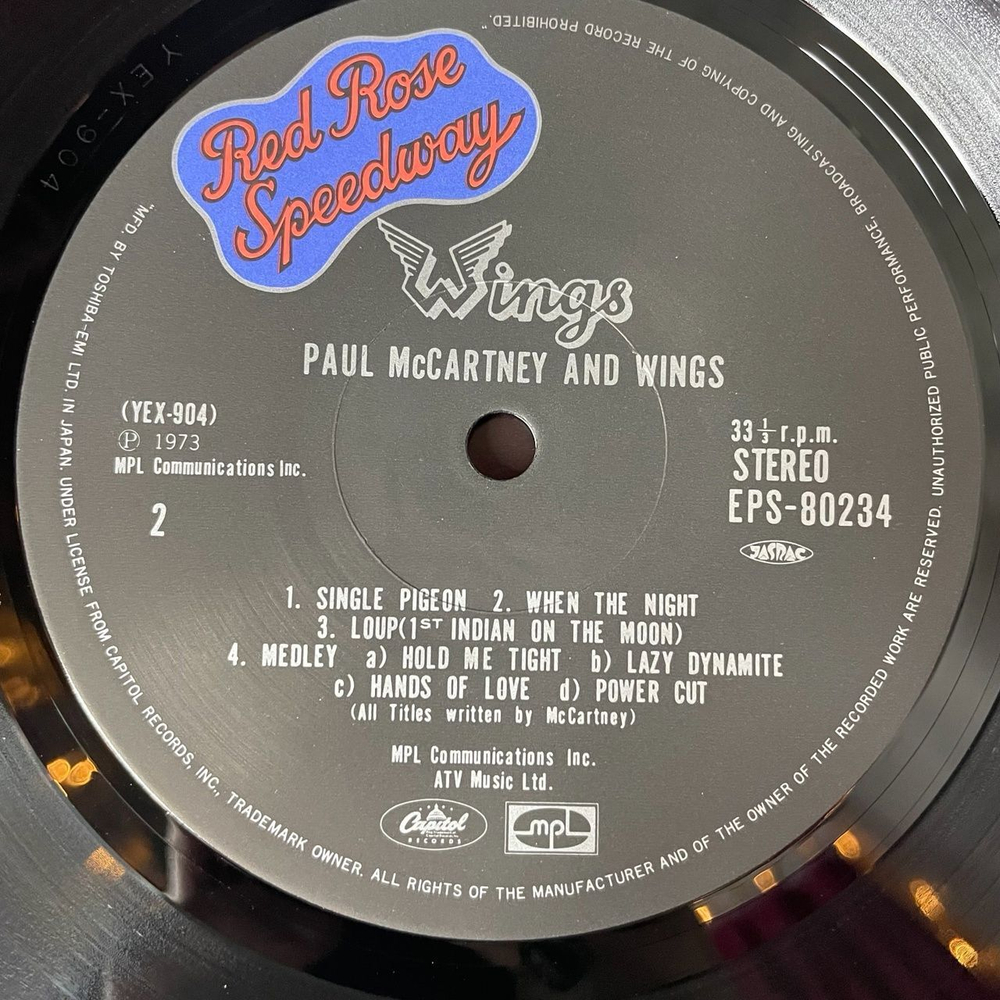 Red Rose
Speedway
Wings
PAUL McCARTNEY AND WINGS
(YEX-904)
Ⓟ 1973
MPL Communications Inc.
2
33 1/3 r.p.m.
STEREO
EPS-80234
JASRAC
1. SINGLE PIGEON 2. WHEN THE NIGHT
3. LOUP(1ST INDIAN ON THE MOON)
4. MEDLEY a) HOLD ME TIGHT b) LAZY DYNAMITE
c) HANDS OF LOVE d) POWER CUT
(All Titles written by McCartney)
MPL Communications Inc.
ATV Music Ltd.
Capitol
RECORDS
mpl
"MFD. BY TOSHIBA-EMI LTD. IN JAPAN. UNDER LICENSE FROM CAPITOL RECORDS, INC., TRADEMARK OWNER. ALL RIGHTS OF THE MANUFACTURER AND OF THE OWNER OF THE RECORDED WORK ARE RESERVED. UNAUTHORIZED PUBLIC PERFORMANCE, BROADCASTING AND COPYING OF THE RECORD PROHIBITED."
YEX-904